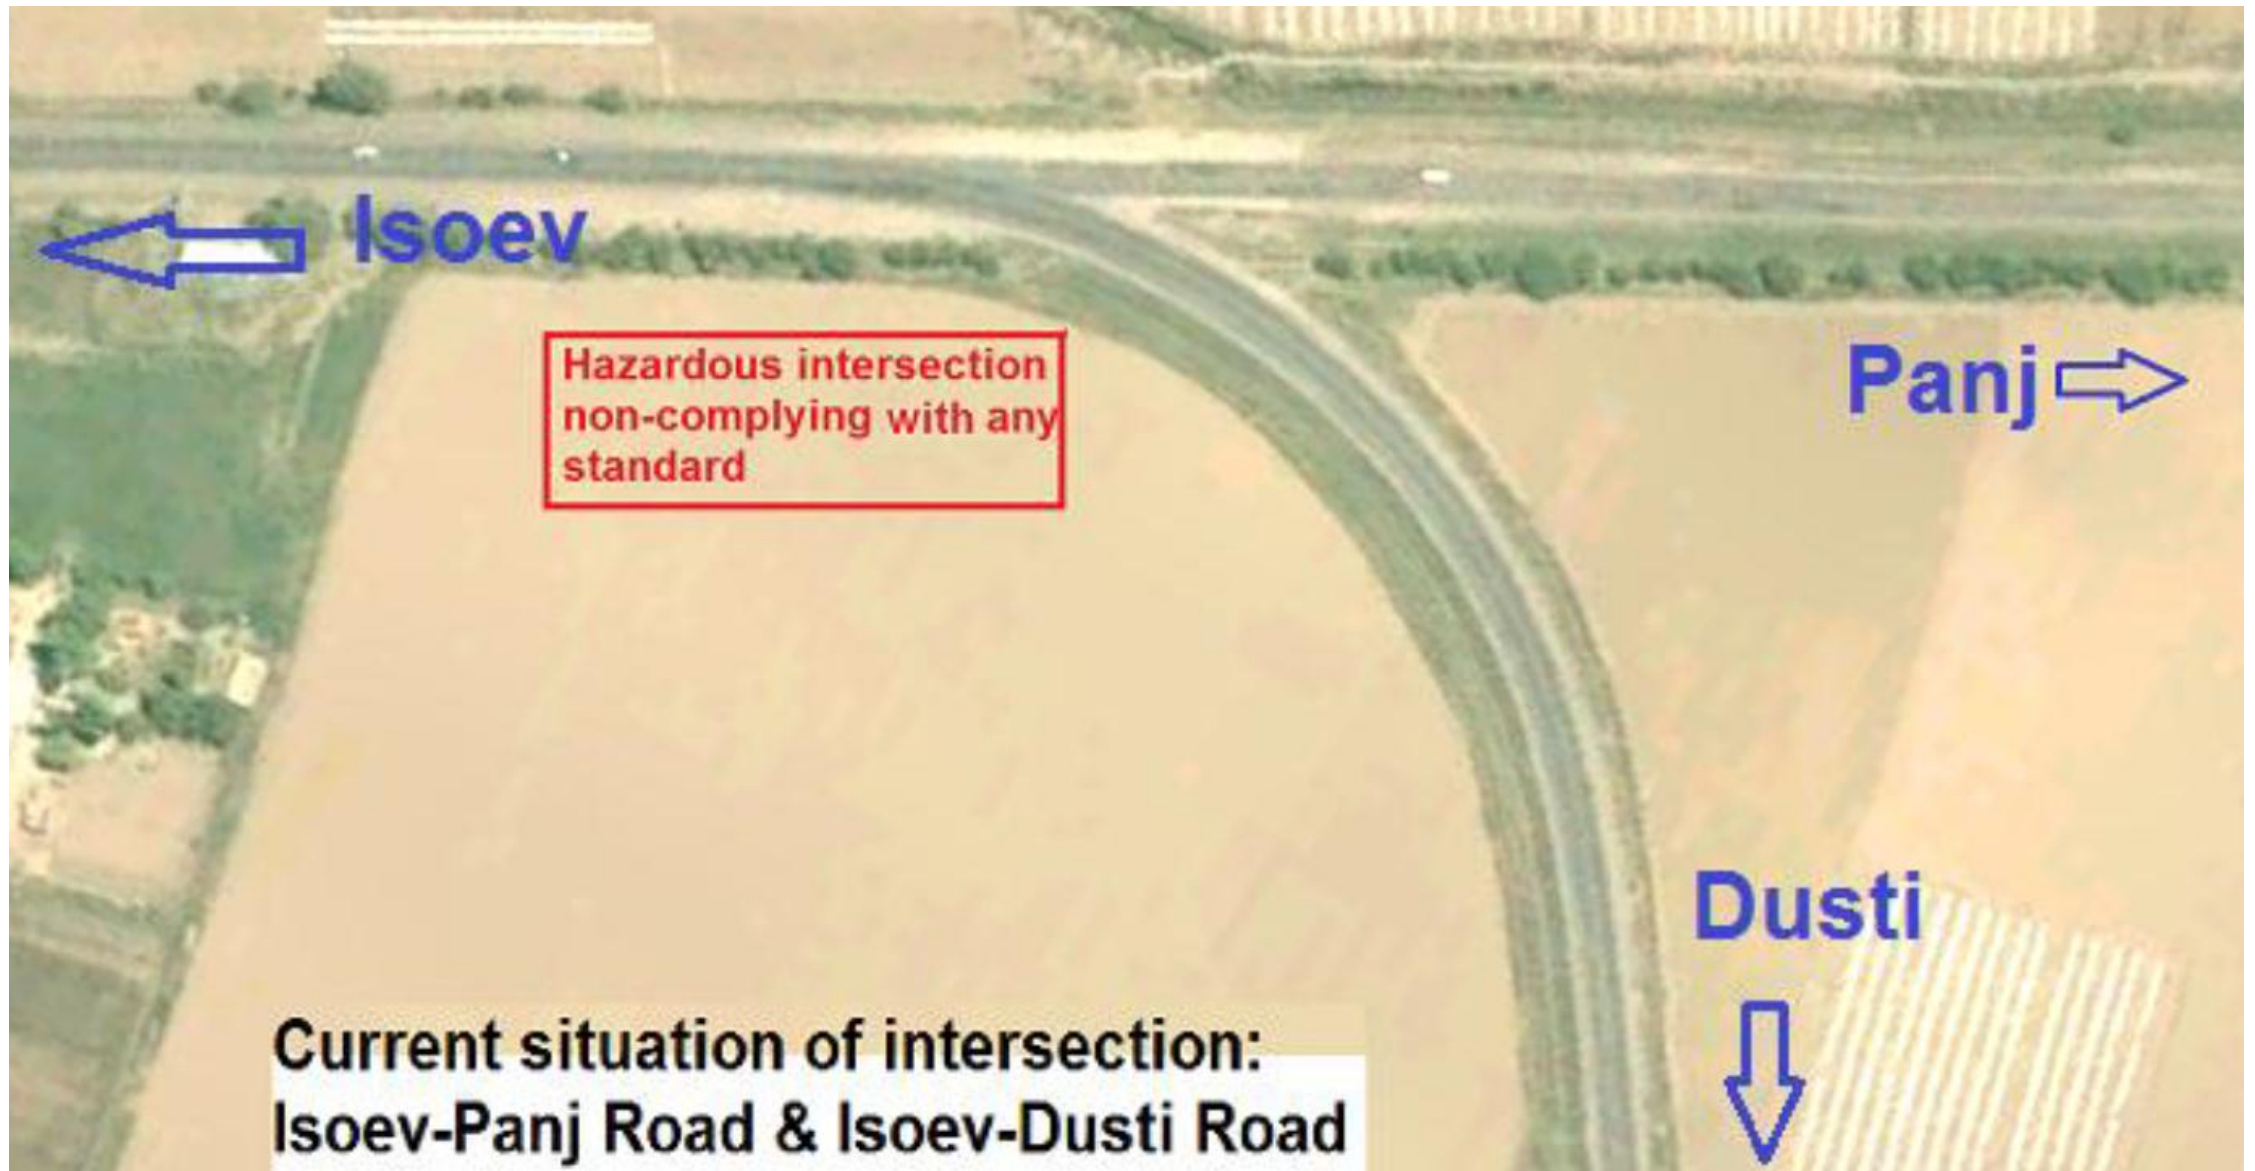 Isoev
Hazardous intersection
non-complying with any
standard
Panj
Dusti
Current situation of intersection:
Isoev-Panj Road & Isoev-Dusti Road